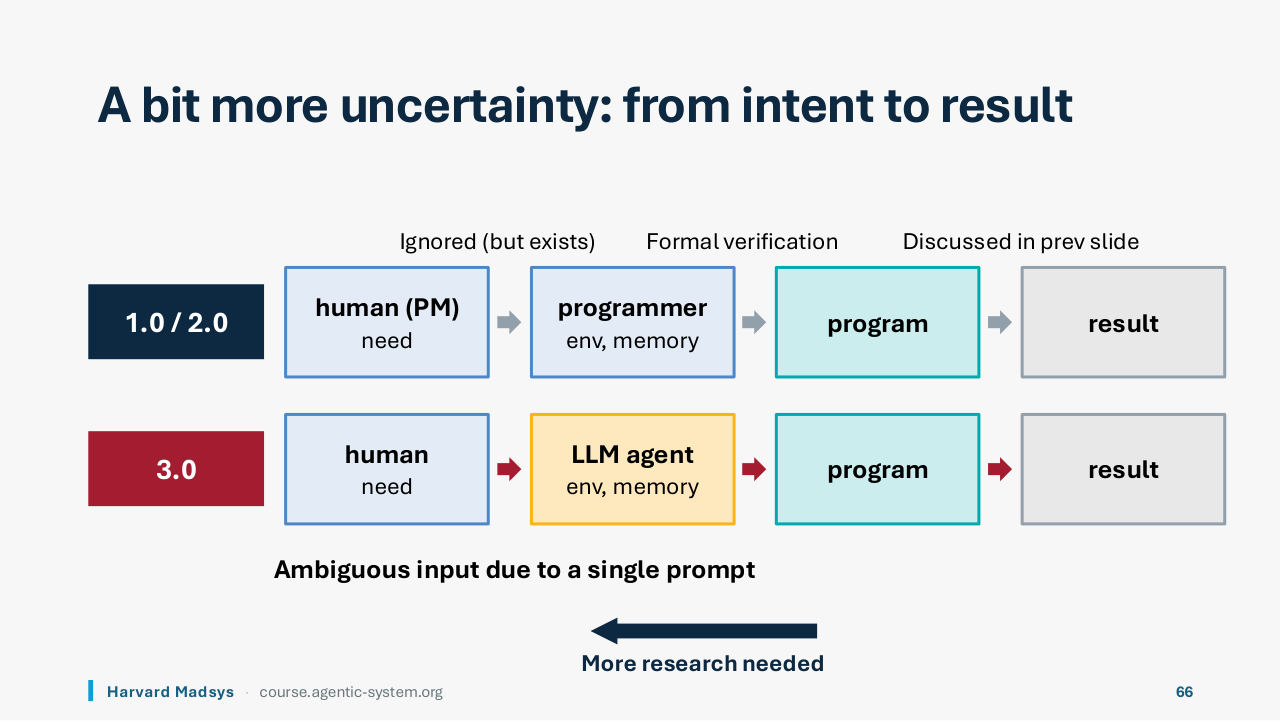 A bit more uncertainty: from intent to result
Ignored (but exists)
Formal verification
Discussed in prev slide
1.0 / 2.0
human (PM)
need
programmer
env, memory
program
result
3.0
human
need
LLM agent
env, memory
program
result
Ambiguous input due to a single prompt
More research needed
Harvard Madsys · course.agentic-system.org
66